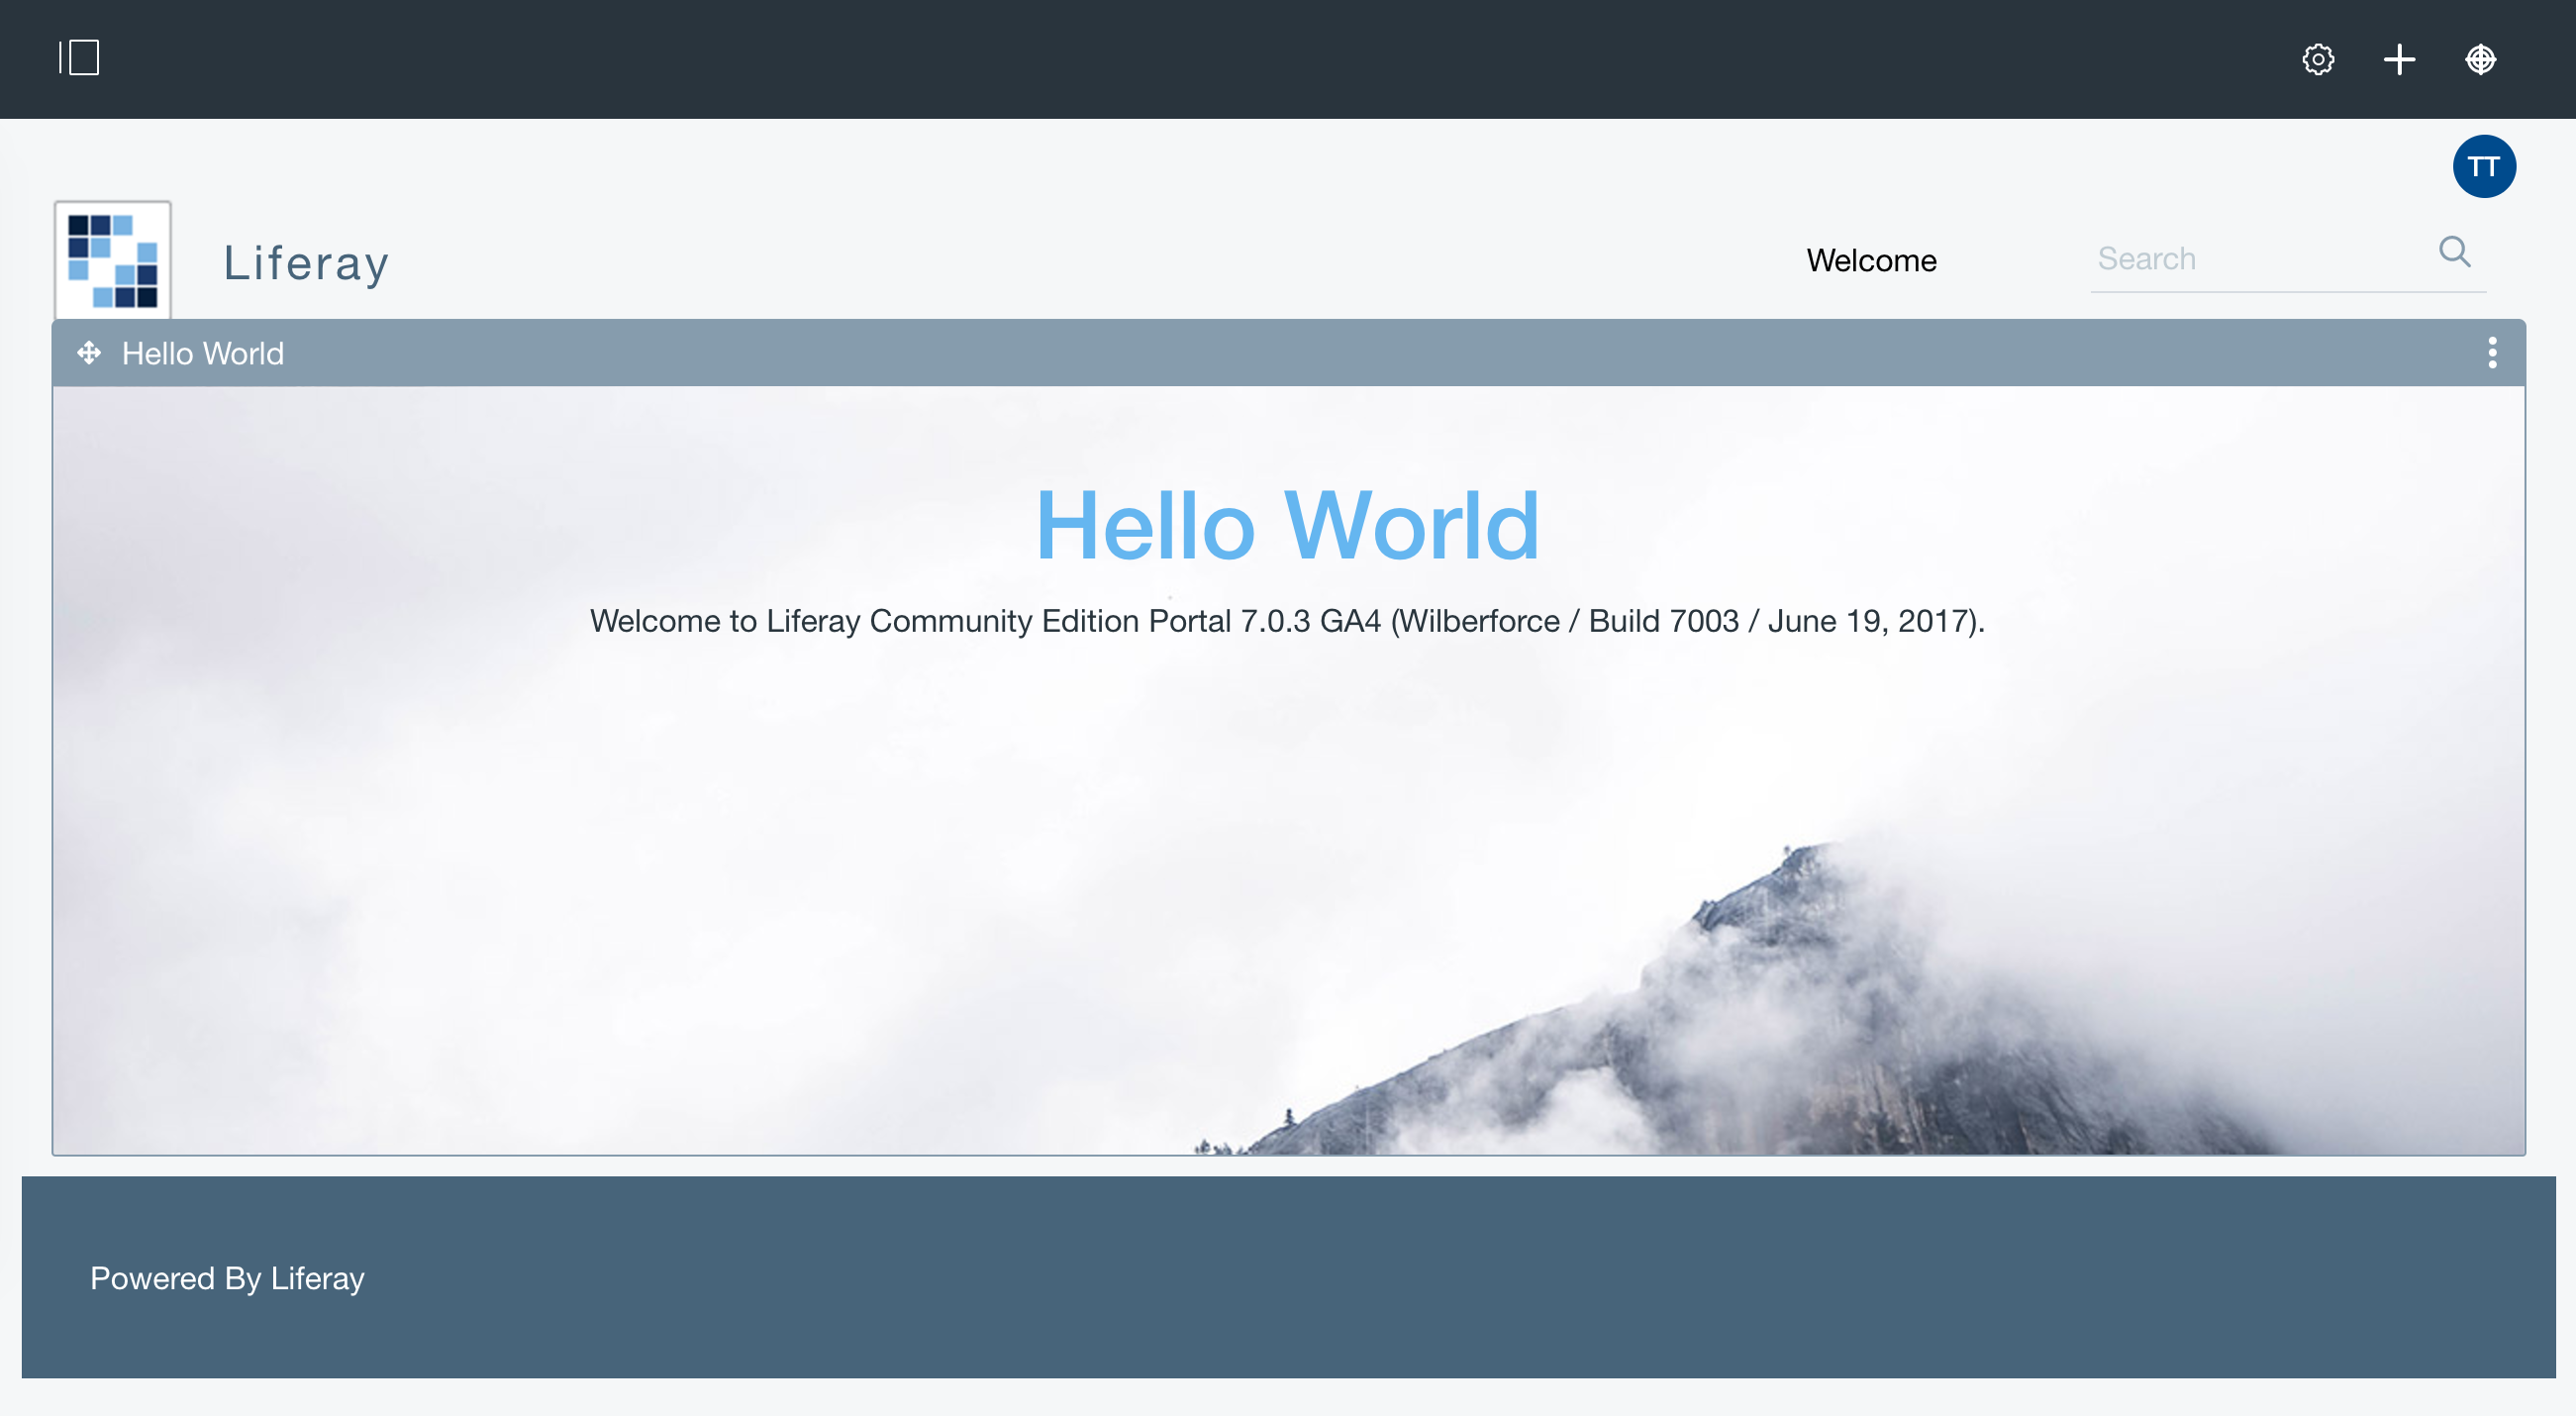 TT
Liferay
Welcome
Search
Hello World
Hello World
Welcome to Liferay Community Edition Portal 7.0.3 GA4 (Wilberforce / Build 7003 / June 19, 2017).
Powered By Liferay